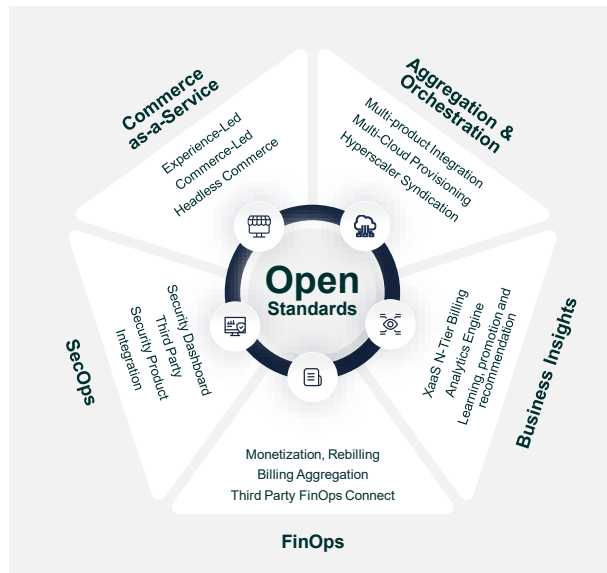 Commerce
as-a-Service
Experience-Led
Commerce-Led
Headless Commerce
Aggregation &
Orchestration
Multi-product Integration
Multi-Cloud Provisioning
Hyperscaler Syndication
Open
Standards
SecOps
Security Dashboard
Third Party
Security Product
Integration
XaaS N-Tier Billing
Analytics Engine
Learning, promotion and
recommendation
Business Insights
Monetization, Rebilling
Billing Aggregation
Third Party FinOps Connect
FinOps